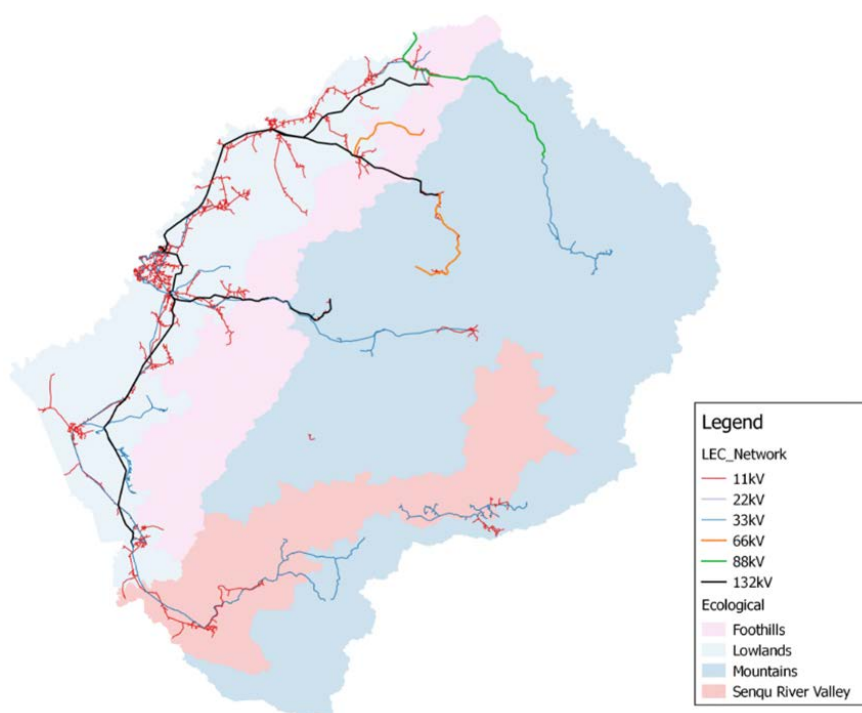 Legend
LEC_Network
11kV
22kV
33kV
66kV
88kV
132kV
Ecological
Foothills
Lowlands
Mountains
Senqu River Valley